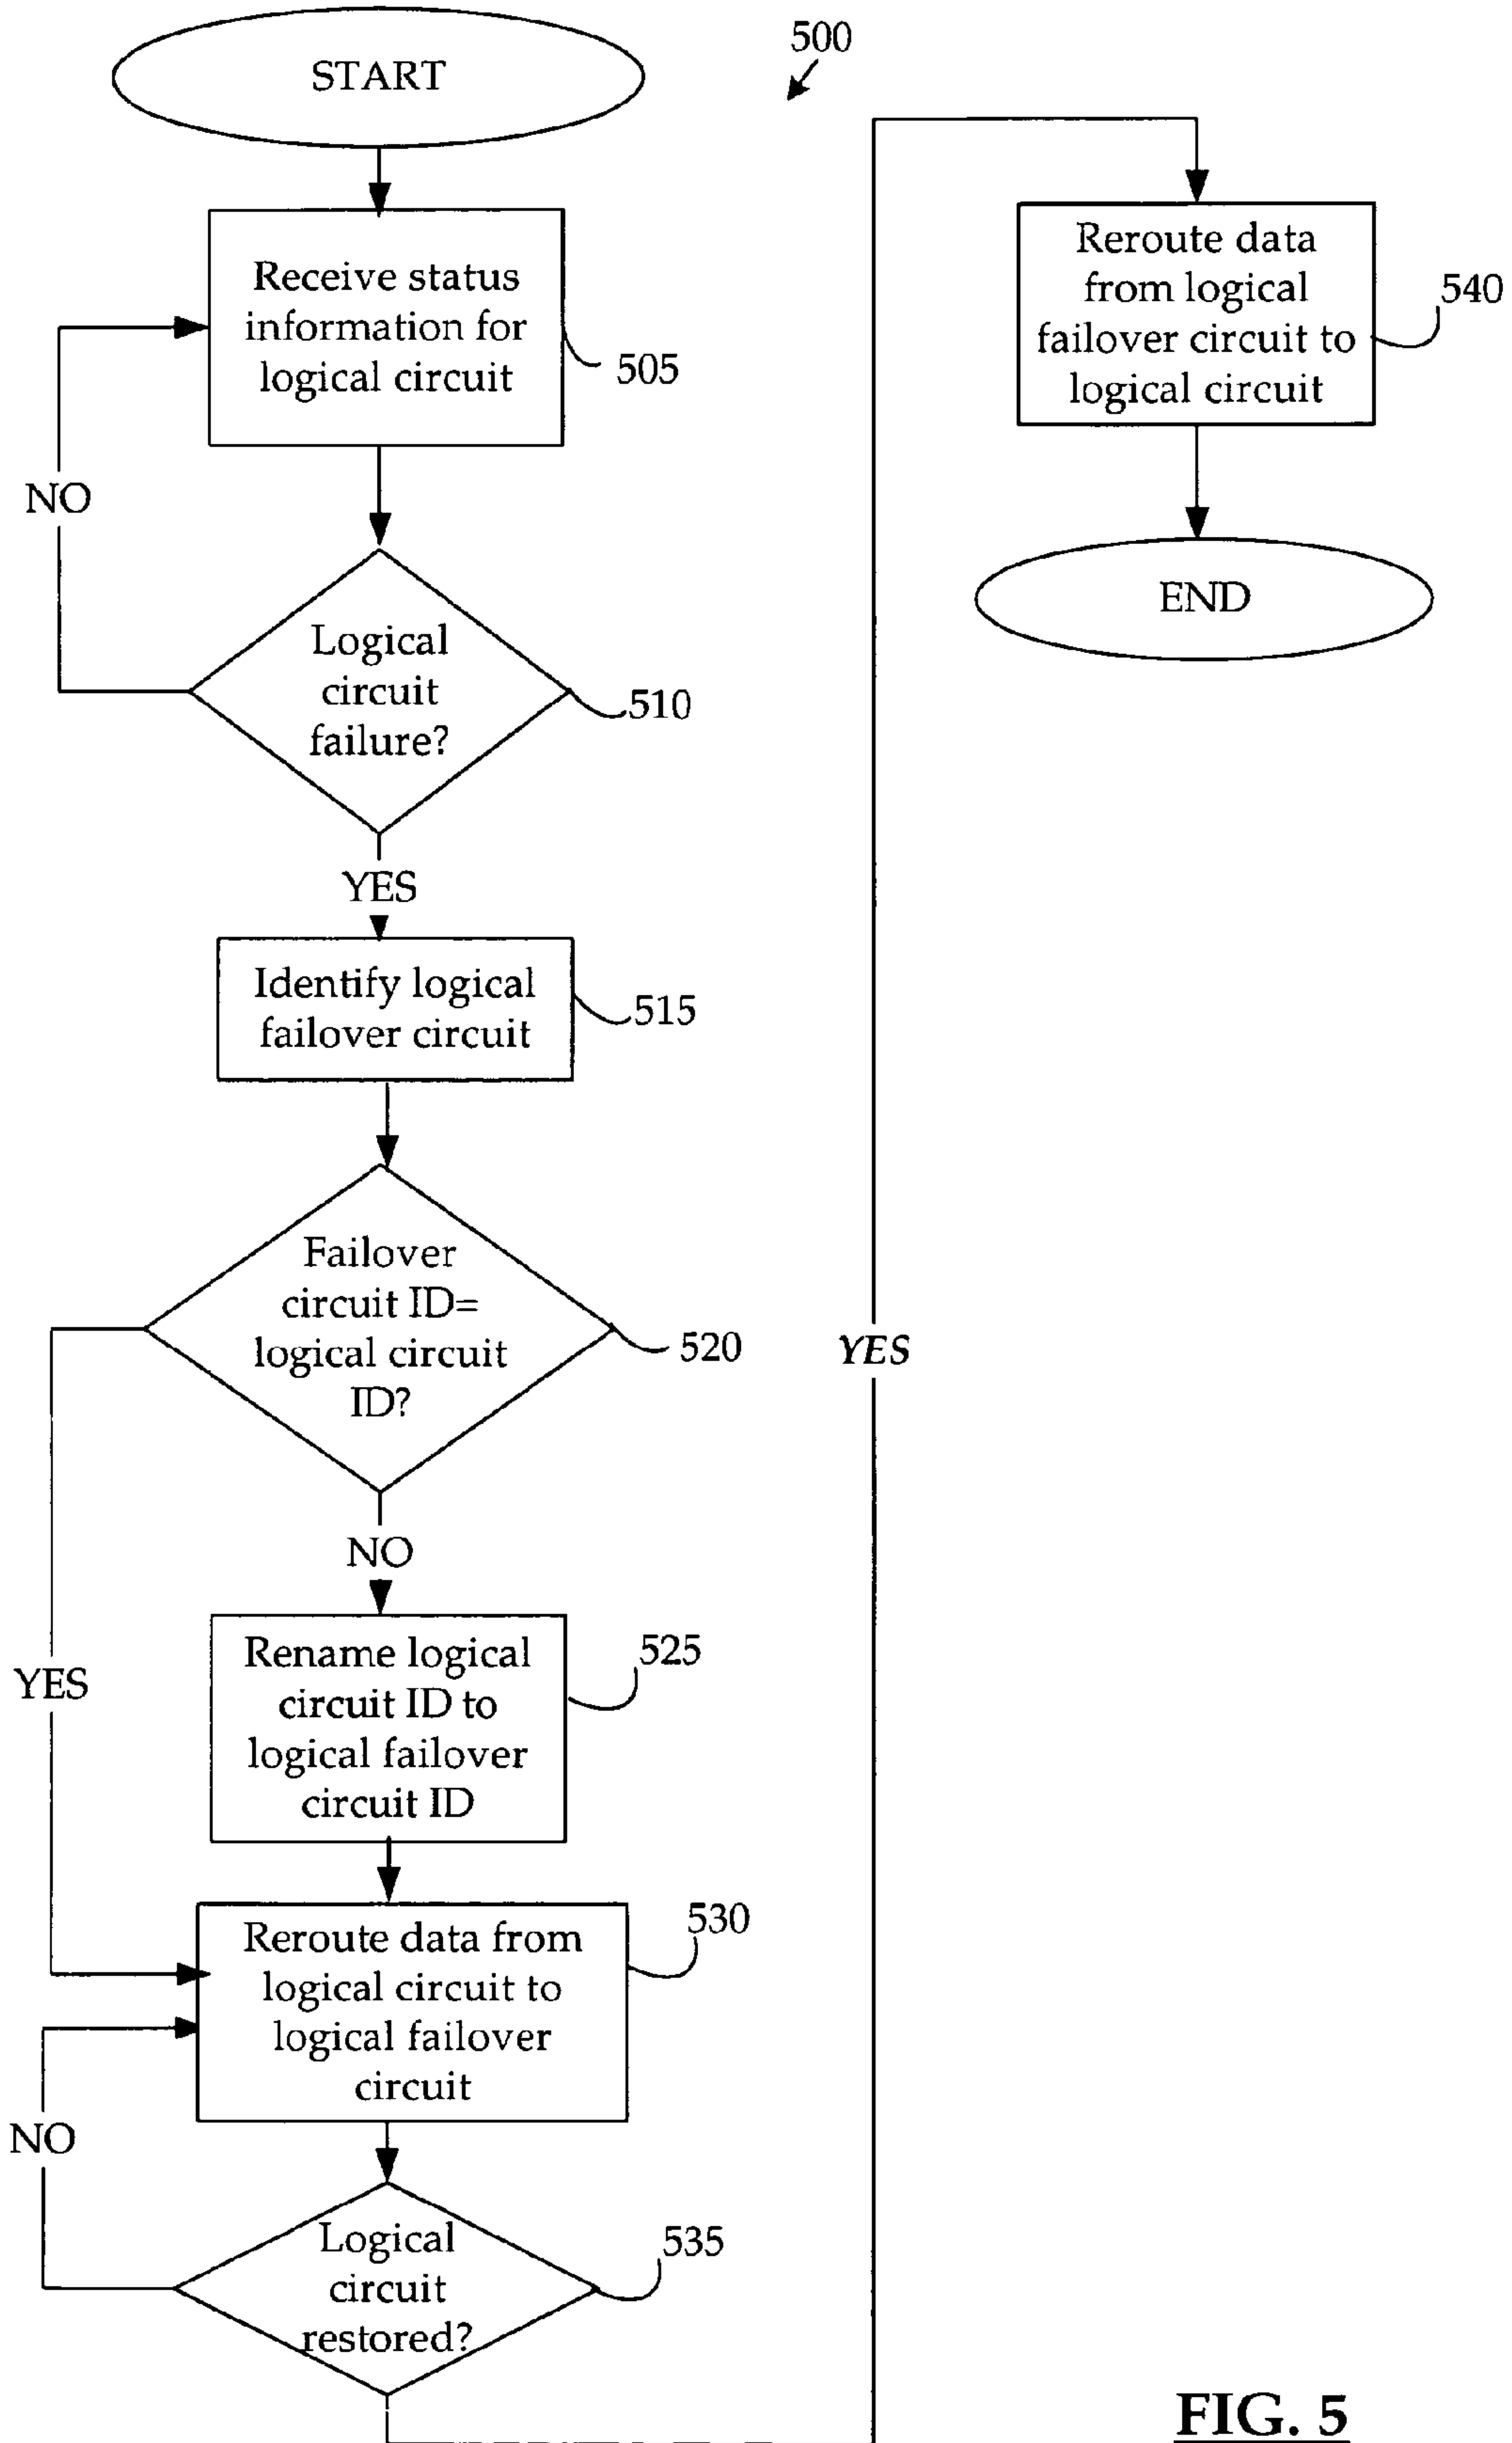 START
500
Receive status
information for
logical circuit
505
NO
Logical
circuit
failure?
510
YES
Identify logical
failover circuit
515
Failover
circuit ID=
logical circuit
ID?
520
NO
YES
Rename logical
circuit ID to
logical failover
circuit ID
525
Reroute data from
logical circuit to
logical failover
circuit
530
NO
Logical
circuit
restored?
535
YES
Reroute data
from logical
failover circuit to
logical circuit
540
END
FIG. 5